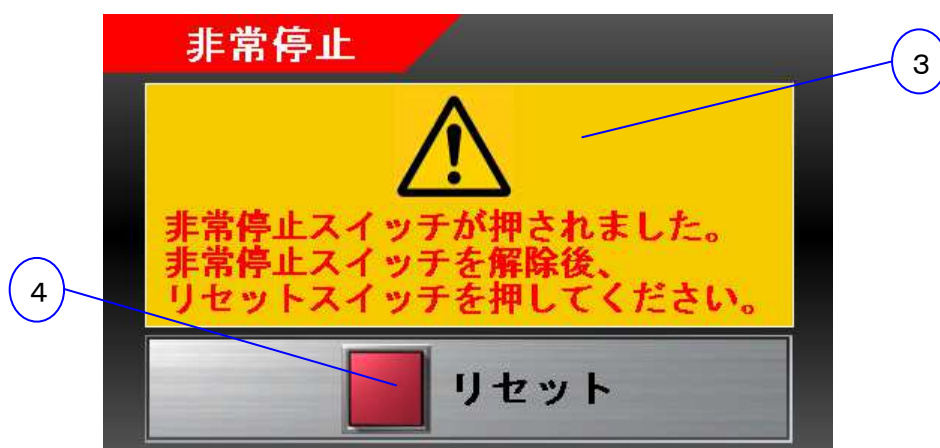 非常停止
3
非常停止スイッチが押されました。
非常停止スイッチを解除後、
リセットスイッチを押してください。
4
リセット